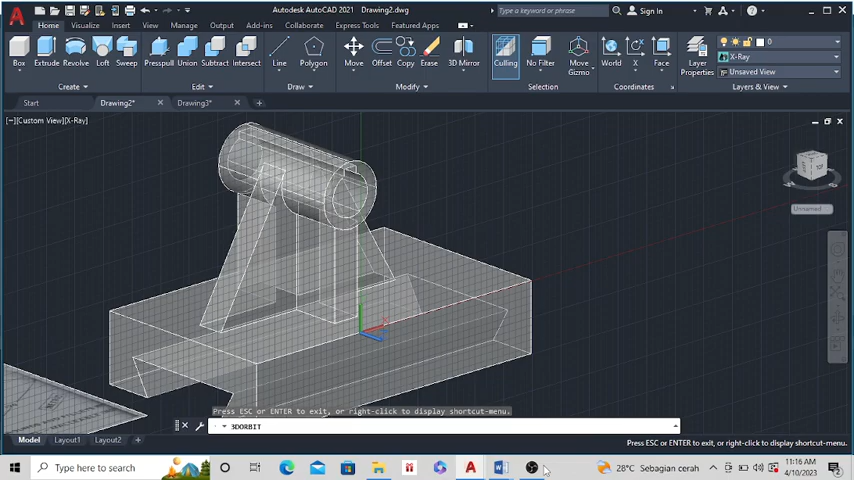 Autodesk AutoCAD 2021 Drawing2.dwg
Type a keyword or phrase
Sign In
Home Visualize Insert View Manage Output Add-ins Collaborate Express Tools Featured Apps
Box Extrude Revolve Loft Sweep Presspull Union Subtract Intersect Line Polygon Move Offset Copy Erase 3D Mirror Culling No Filter Move Gizmo World X Face Layer Properties
0
X-Ray
Unsaved View
Create Edit Draw Modify Selection Coordinates Layers & View
Start Drawing2* Drawing3*
[−][Custom View][X-Ray]
Unnamed
Press ESC or ENTER to exit, or right-click to display shortcut-menu.
3DORBIT
Model Layout1 Layout2
Press ESC or ENTER to exit, or right-click to display shortcut-menu.
Type here to search
28°C Sebagian cerah
11:16 AM
4/10/2023
2